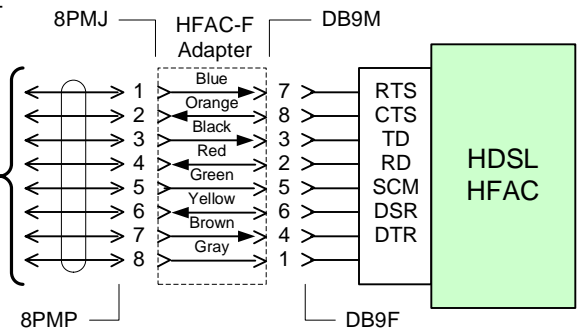 8PMJ HFAC-F DB9M
Adapter
1 Blue 7 RTS
2 Orange 8 CTS
3 Black 3 TD
4 Red 2 RD
5 Green 5 SCM
6 Yellow 6 DSR
7 Brown 4 DTR
8 Gray 1
HDSL
HFAC
8PMP DB9F